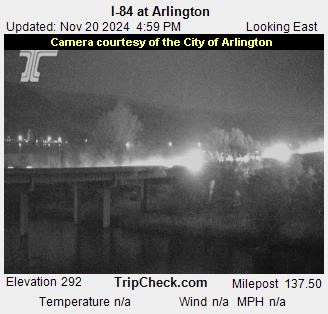 I-84 at Arlington
Updated: Nov 20 2024 4:59 PM Looking East
Camera courtesy of the City of Arlington
Elevation 292 TripCheck.com Milepost 137.50
Temperature n/a Wind n/a MPH n/a